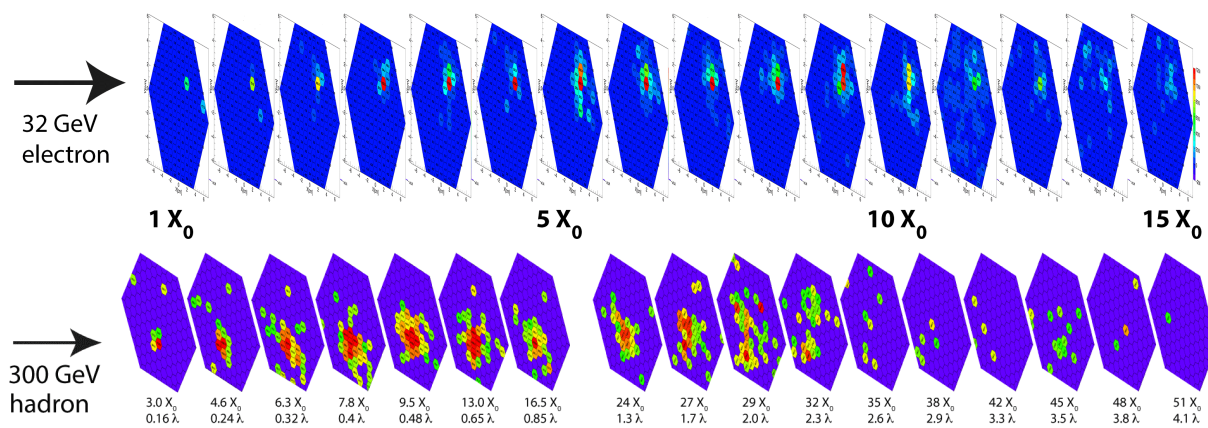 32 GeV
electron
1 X0 5 X0 10 X0 15 X0
300 GeV
hadron
3.0 X0 4.6 X0 6.3 X0 7.8 X0 9.5 X0 13.0 X0 16.5 X0 24 X0 27 X0 29 X0 32 X0 35 X0 38 X0 42 X0 45 X0 48 X0 51 X0
0.16 λ 0.24 λ 0.32 λ 0.4 λ 0.48 λ 0.65 λ 0.85 λ 1.3 λ 1.7 λ 2.0 λ 2.3 λ 2.6 λ 2.9 λ 3.3 λ 3.5 λ 3.8 λ 4.1 λ